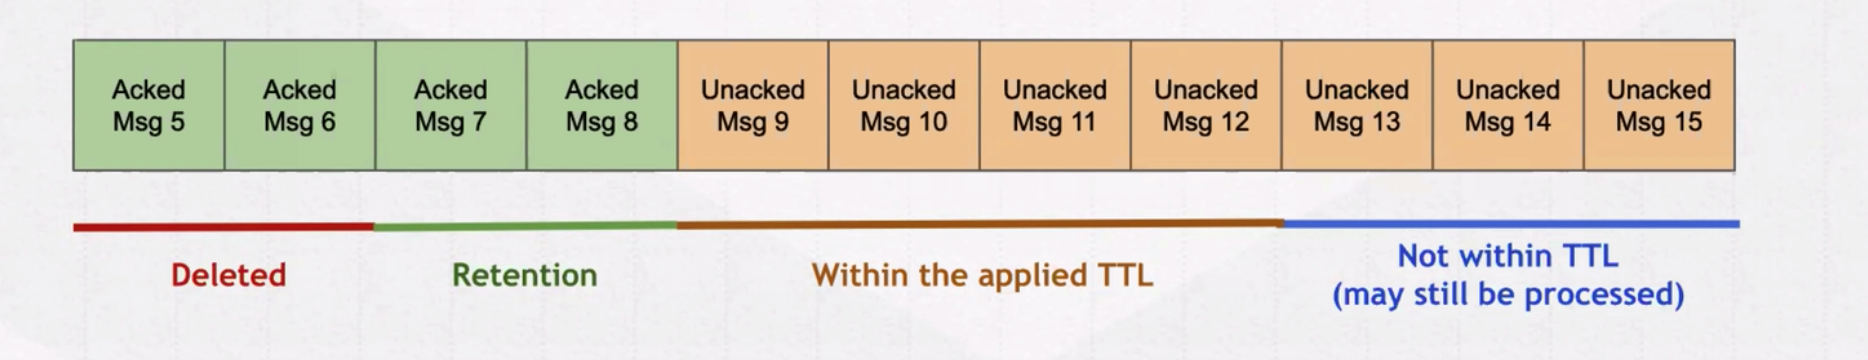 Acked
Msg 5
Acked
Msg 6
Acked
Msg 7
Acked
Msg 8
Unacked
Msg 9
Unacked
Msg 10
Unacked
Msg 11
Unacked
Msg 12
Unacked
Msg 13
Unacked
Msg 14
Unacked
Msg 15
Deleted
Retention
Within the applied TTL
Not within TTL
(may still be processed)